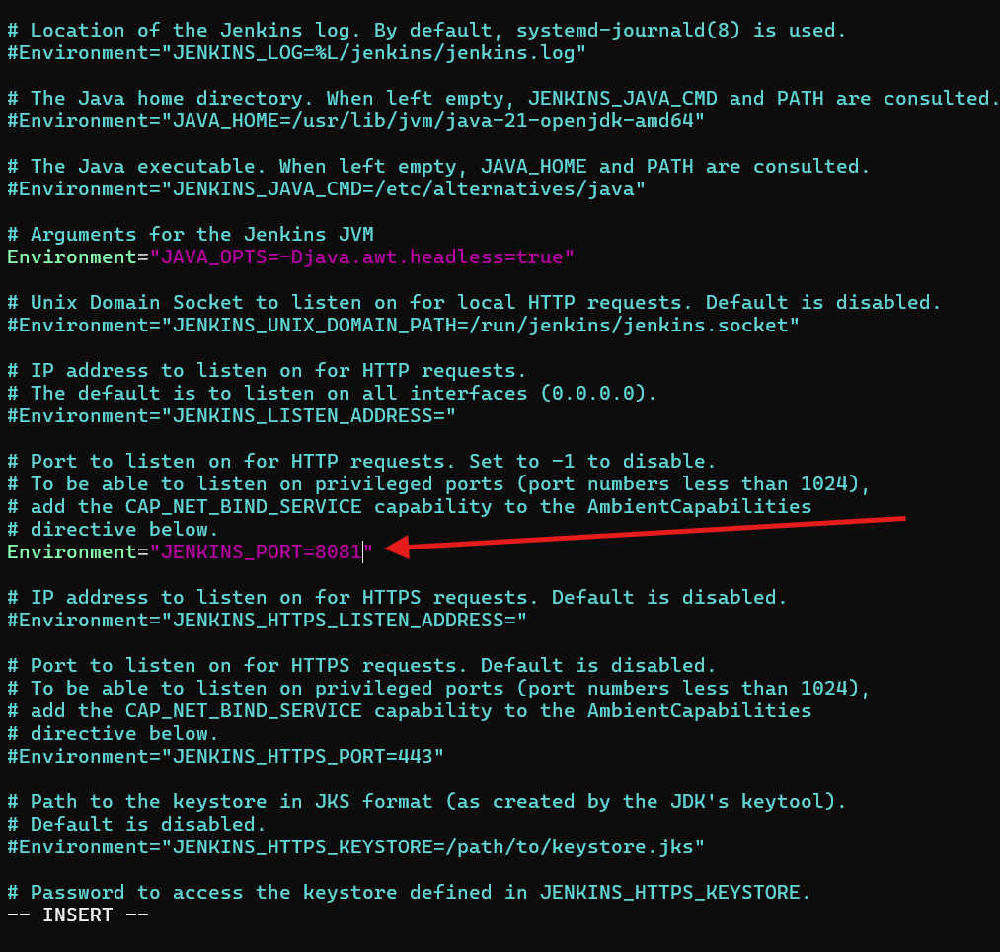 # Location of the Jenkins log. By default, systemd-journald(8) is used.
#Environment="JENKINS_LOG=%L/jenkins/jenkins.log"
# The Java home directory. When left empty, JENKINS_JAVA_CMD and PATH are consulted.
#Environment="JAVA_HOME=/usr/lib/jvm/java-21-openjdk-amd64"
# The Java executable. When left empty, JAVA_HOME and PATH are consulted.
#Environment="JENKINS_JAVA_CMD=/etc/alternatives/java"
# Arguments for the Jenkins JVM
Environment="JAVA_OPTS=-Djava.awt.headless=true"
# Unix Domain Socket to listen on for local HTTP requests. Default is disabled.
#Environment="JENKINS_UNIX_DOMAIN_PATH=/run/jenkins/jenkins.socket"
# IP address to listen on for HTTP requests.
# The default is to listen on all interfaces (0.0.0.0).
#Environment="JENKINS_LISTEN_ADDRESS="
# Port to listen on for HTTP requests. Set to -1 to disable.
# To be able to listen on privileged ports (port numbers less than 1024),
# add the CAP_NET_BIND_SERVICE capability to the AmbientCapabilities
# directive below.
Environment="JENKINS_PORT=8081"
# IP address to listen on for HTTPS requests. Default is disabled.
#Environment="JENKINS_HTTPS_LISTEN_ADDRESS="
# Port to listen on for HTTPS requests. Default is disabled.
# To be able to listen on privileged ports (port numbers less than 1024),
# add the CAP_NET_BIND_SERVICE capability to the AmbientCapabilities
# directive below.
#Environment="JENKINS_HTTPS_PORT=443"
# Path to the keystore in JKS format (as created by the JDK's keytool).
# Default is disabled.
#Environment="JENKINS_HTTPS_KEYSTORE=/path/to/keystore.jks"
# Password to access the keystore defined in JENKINS_HTTPS_KEYSTORE.
-- INSERT --